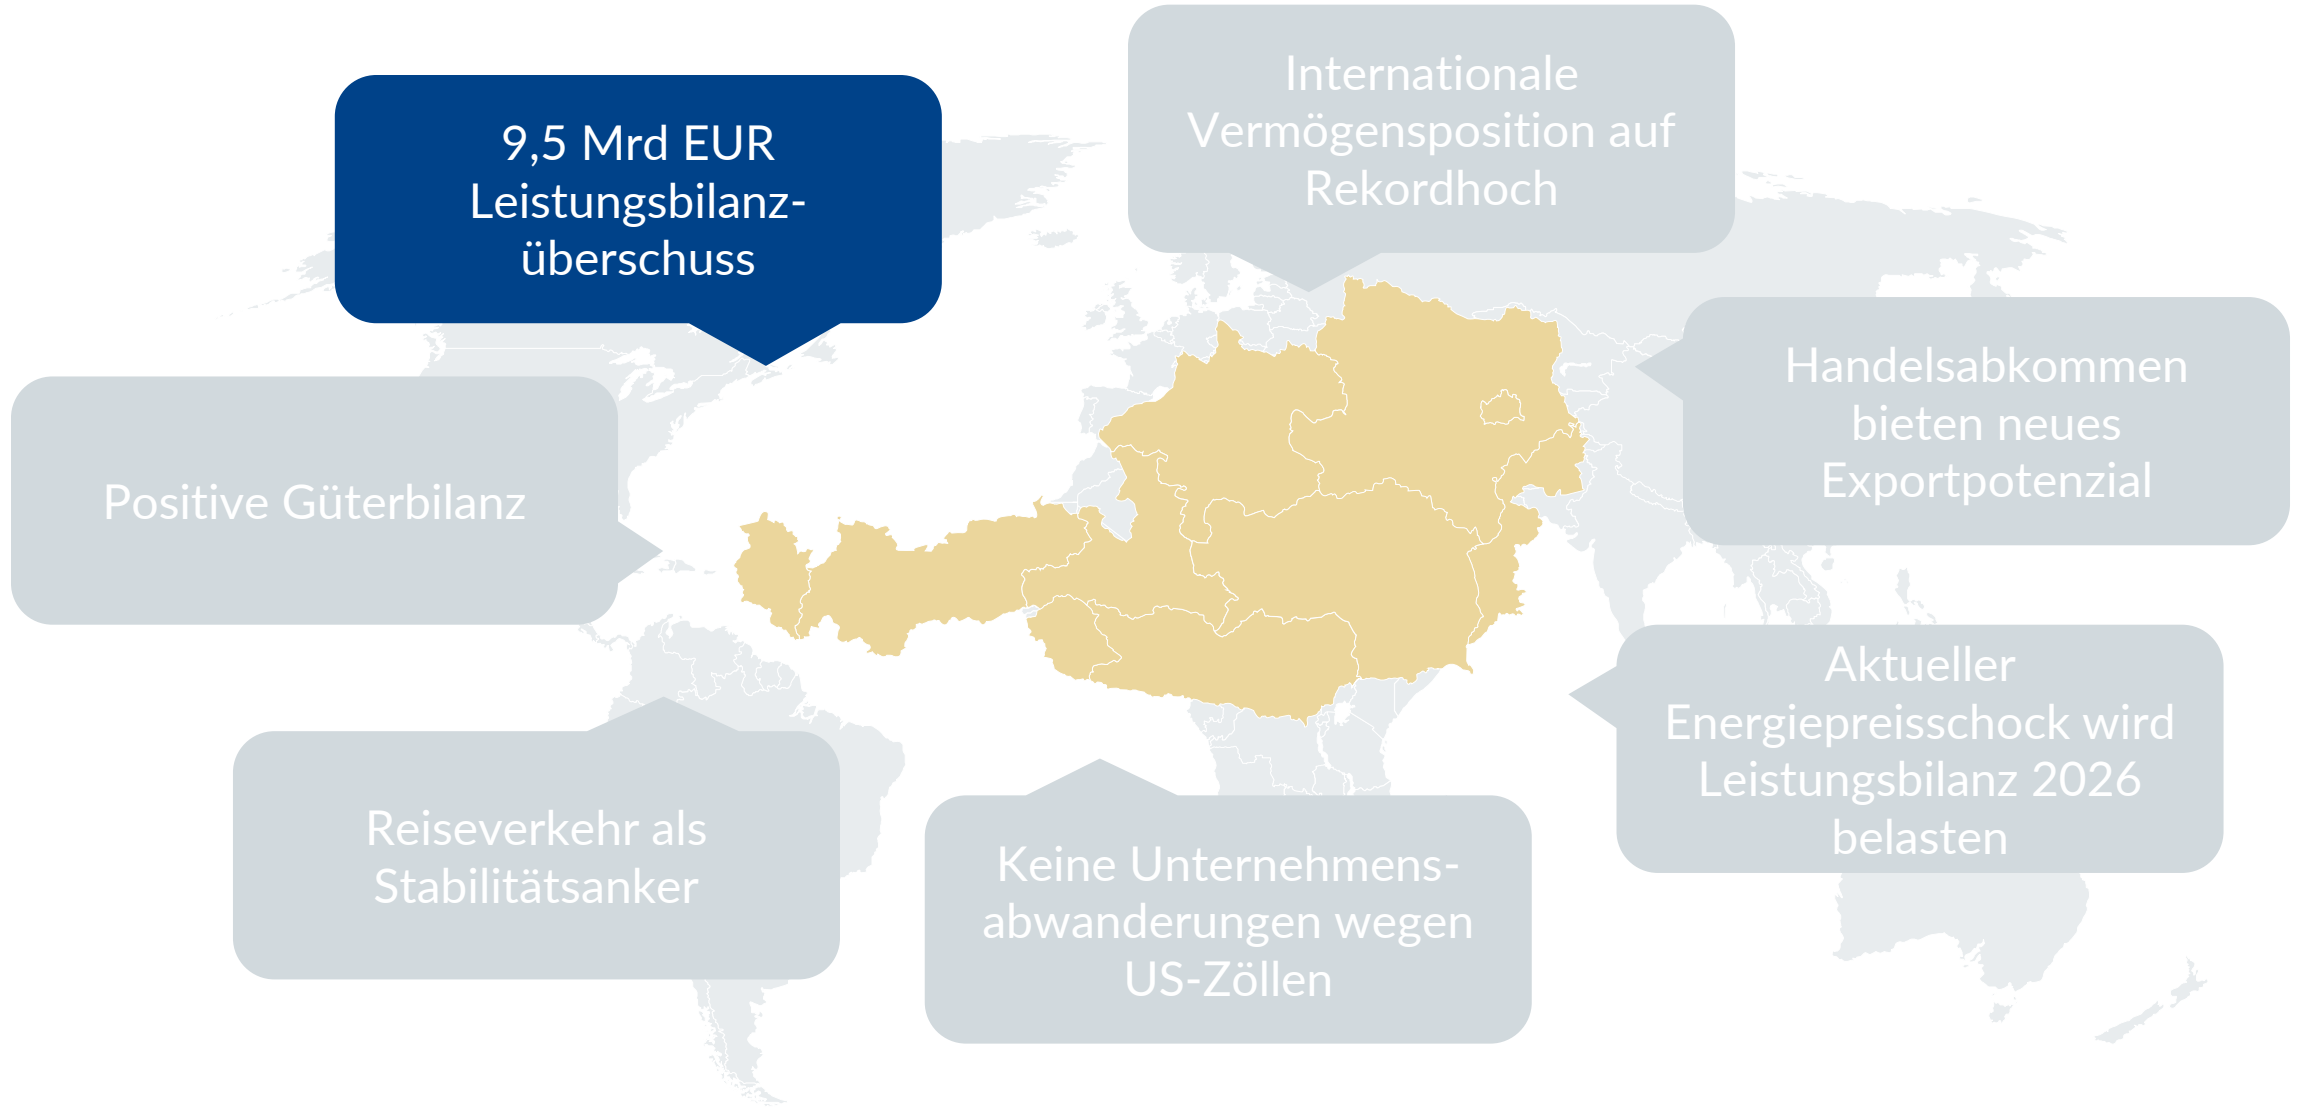 9,5 Mrd EUR
Leistungsbilanz-
überschuss
Internationale
Vermögensposition auf
Rekordhoch
Positive Güterbilanz
Handelsabkommen
bieten neues
Exportpotenzial
Reiseverkehr als
Stabilitätsanker
Keine Unternehmens-
abwanderungen wegen
US-Zöllen
Aktueller
Energiepreisschock wird
Leistungsbilanz 2026
belasten